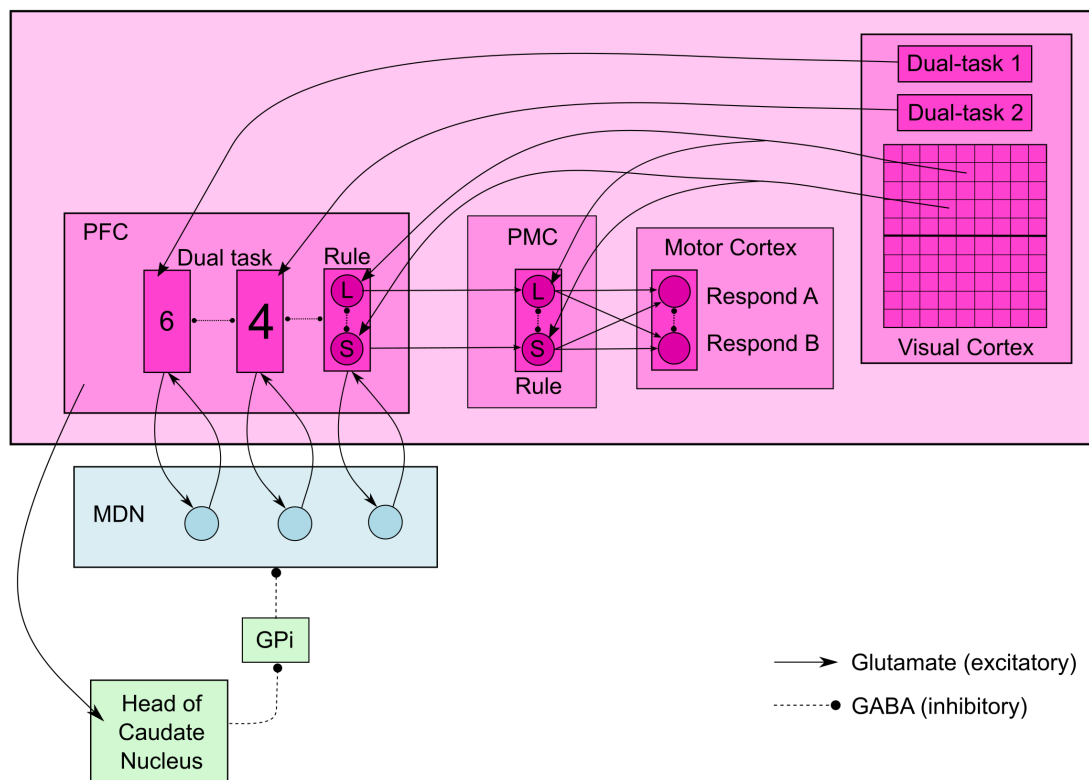 Dual-task 1
Dual-task 2
Visual Cortex
PFC
Dual task
Rule
6
4
L
S
PMC
L
S
Rule
Motor Cortex
Respond A
Respond B
MDN
GPi
Head of
Caudate
Nucleus
Glutamate (excitatory)
GABA (inhibitory)